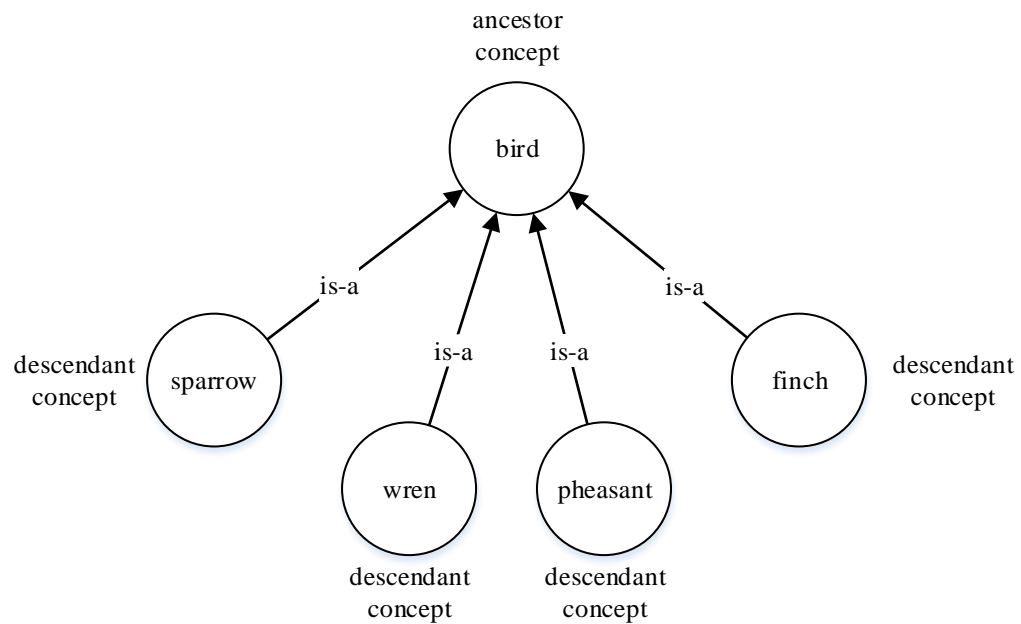 ancestor
concept
bird
is-a
is-a
is-a
is-a
descendant
concept
sparrow
finch
descendant
concept
wren
pheasant
descendant
concept
descendant
concept